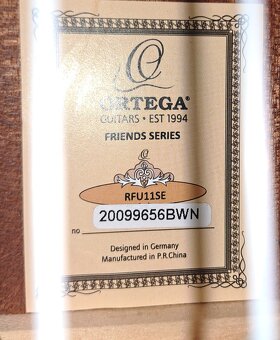 ORTEGA®
GUITARS • EST 1994
FRIENDS SERIES
RFU11SE
20099656BWN
no
Designed in Germany
Manufactured in P.R.China